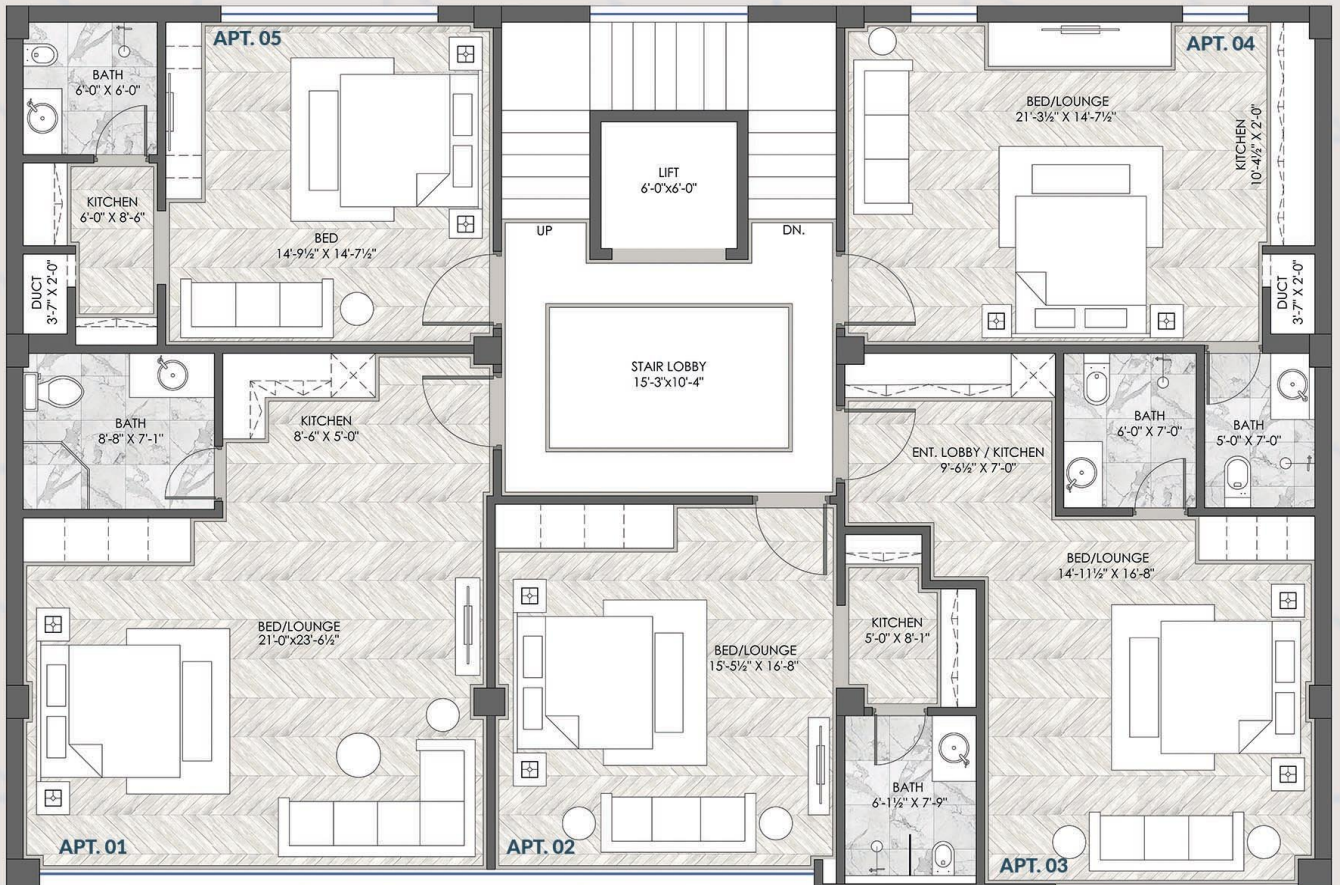 APT. 05
BATH
6'-0" X 6'-0"
KITCHEN
6'-0" X 8'-6"
BED
14'-9½" X 14'-7½"
DUCT
3'-7" X 2'-0"
LIFT
6'-0"x6'-0"
UP
DN.
STAIR LOBBY
15'-3"x10'-4"
APT. 04
BED/LOUNGE
21'-3½" X 14'-7½"
KITCHEN
10'-4½" X 2'-0"
DUCT
3'-7" X 2'-0"
BATH
5'-0" X 7'-0"
BATH
8'-8" X 7'-1"
KITCHEN
8'-6" X 5'-0"
BED/LOUNGE
21'-0"x23'-6½"
APT. 01
BED/LOUNGE
15'-5½" X 16'-8"
KITCHEN
5'-0" X 8'-1"
BATH
6'-1½" X 7'-9"
APT. 02
ENT. LOBBY / KITCHEN
9'-6½" X 7'-0"
BATH
6'-0" X 7'-0"
BED/LOUNGE
14'-11½" X 16'-8"
APT. 03